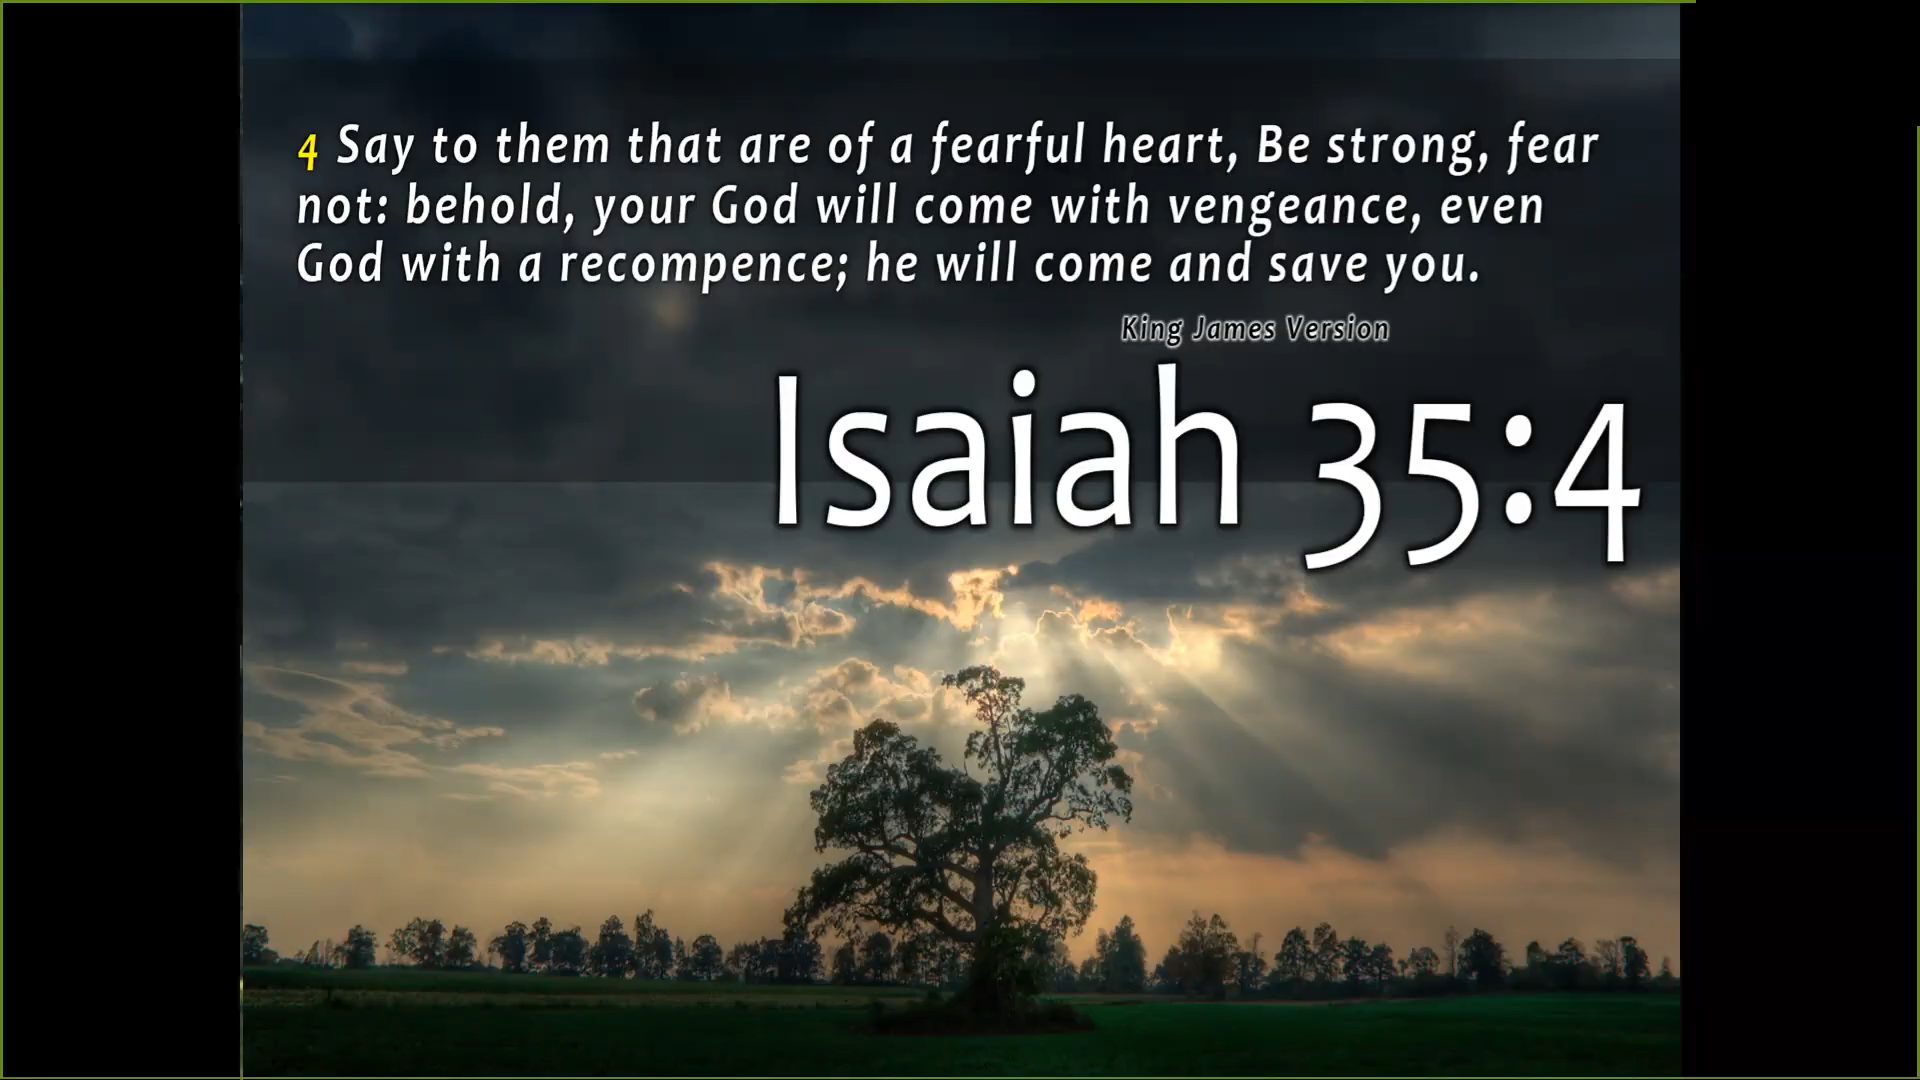 4 Say to them that are of a fearful heart, Be strong, fear
not: behold, your God will come with vengeance, even
God with a recompence; he will come and save you.
King James Version
Isaiah 35:4